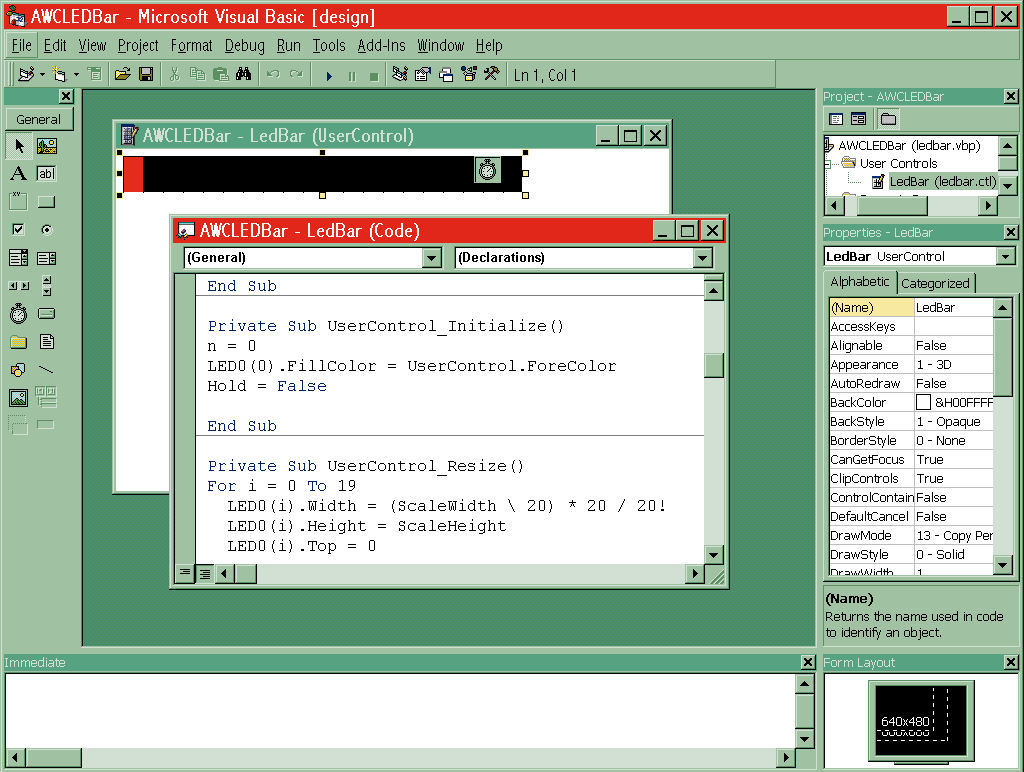 AWCLEDBar - Microsoft Visual Basic [design]
File Edit View Project Format Debug Run Tools Add-Ins Window Help
Ln 1, Col 1
General
A ab|
xy
AWCLEDBar - LedBar (UserControl)
AWCLEDBar - LedBar (Code)
(General) (Declarations)
End Sub
Private Sub UserControl_Initialize()
n = 0
LED0(0).FillColor = UserControl.ForeColor
Hold = False
End Sub
Private Sub UserControl_Resize()
For i = 0 To 19
LED0(i).Width = (ScaleWidth \ 20) * 20 / 20!
LED0(i).Height = ScaleHeight
LED0(i).Top = 0
Project - AWCLEDBar
AWCLEDBar (ledbar.vbp)
User Controls
LedBar (ledbar.ctl)
Properties - LedBar
LedBar UserControl
Alphabetic Categorized
(Name) LedBar
AccessKeys
Alignable False
Appearance 1 - 3D
AutoRedraw False
BackColor &H00FFFF
BackStyle 1 - Opaque
BorderStyle 0 - None
CanGetFocus True
ClipControls True
ControlContain False
DefaultCancel False
DrawMode 13 - Copy Per
DrawStyle 0 - Solid
DrawWidth 1
(Name)
Returns the name used in code
to identify an object.
Immediate
Form Layout
640x480